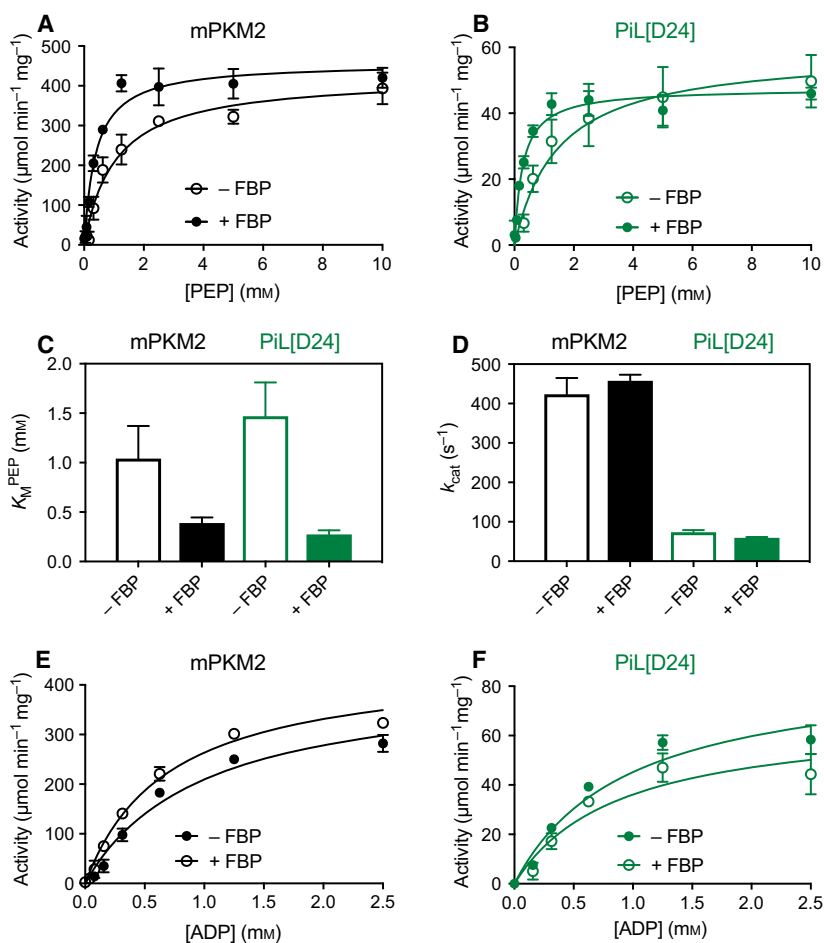 A
mPKM2
Activity (µmol min⁻¹ mg⁻¹)
500
400
300
200
100
0
– FBP
+ FBP
0 2 4 6 8 10
[PEP] (mM)
B
PiL[D24]
Activity (µmol min⁻¹ mg⁻¹)
60
40
20
0
– FBP
+ FBP
0 2 4 6 8 10
[PEP] (mM)
C
mPKM2 PiL[D24]
K_M^PEP (mM)
2.0
1.5
1.0
0.5
0.0
– FBP + FBP – FBP + FBP
D
mPKM2 PiL[D24]
k_cat (s⁻¹)
500
400
300
200
100
0
– FBP + FBP – FBP + FBP
E
mPKM2
Activity (µmol min⁻¹ mg⁻¹)
400
300
200
100
0
– FBP
+ FBP
0.0 0.5 1.0 1.5 2.0 2.5
[ADP] (mM)
F
PiL[D24]
Activity (µmol min⁻¹ mg⁻¹)
80
60
40
20
0
– FBP
+ FBP
0.0 0.5 1.0 1.5 2.0 2.5
[ADP] (mM)